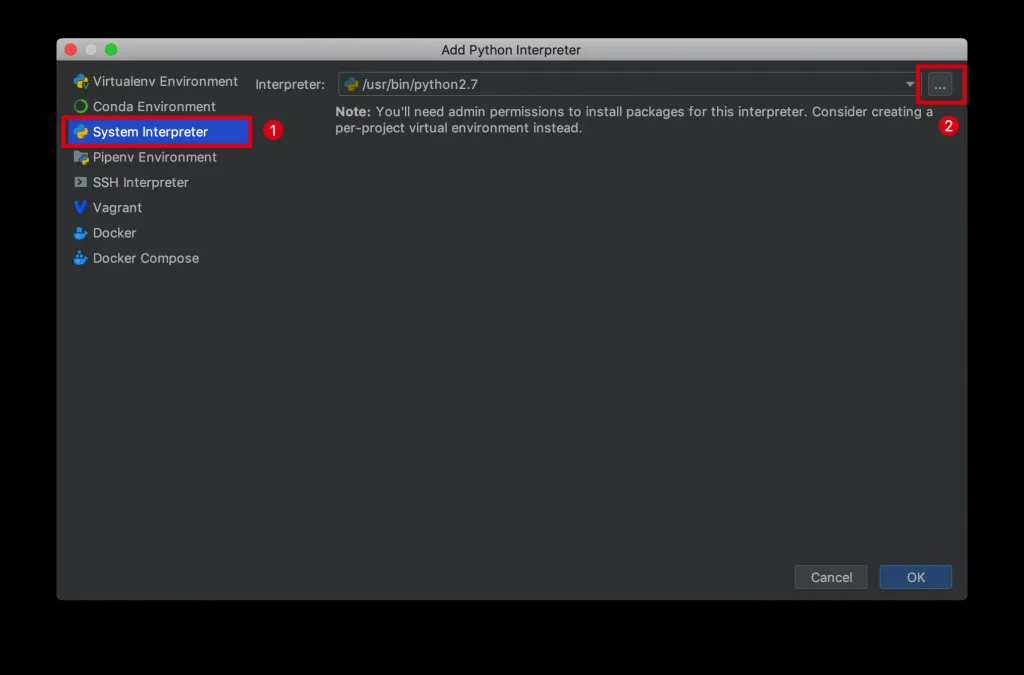 Add Python Interpreter
Virtualenv Environment
Conda Environment
System Interpreter
1
Pipenv Environment
SSH Interpreter
Vagrant
Docker
Docker Compose
Interpreter: /usr/bin/python2.7 ...
2
Note: You'll need admin permissions to install packages for this interpreter. Consider creating a
per-project virtual environment instead.
Cancel OK